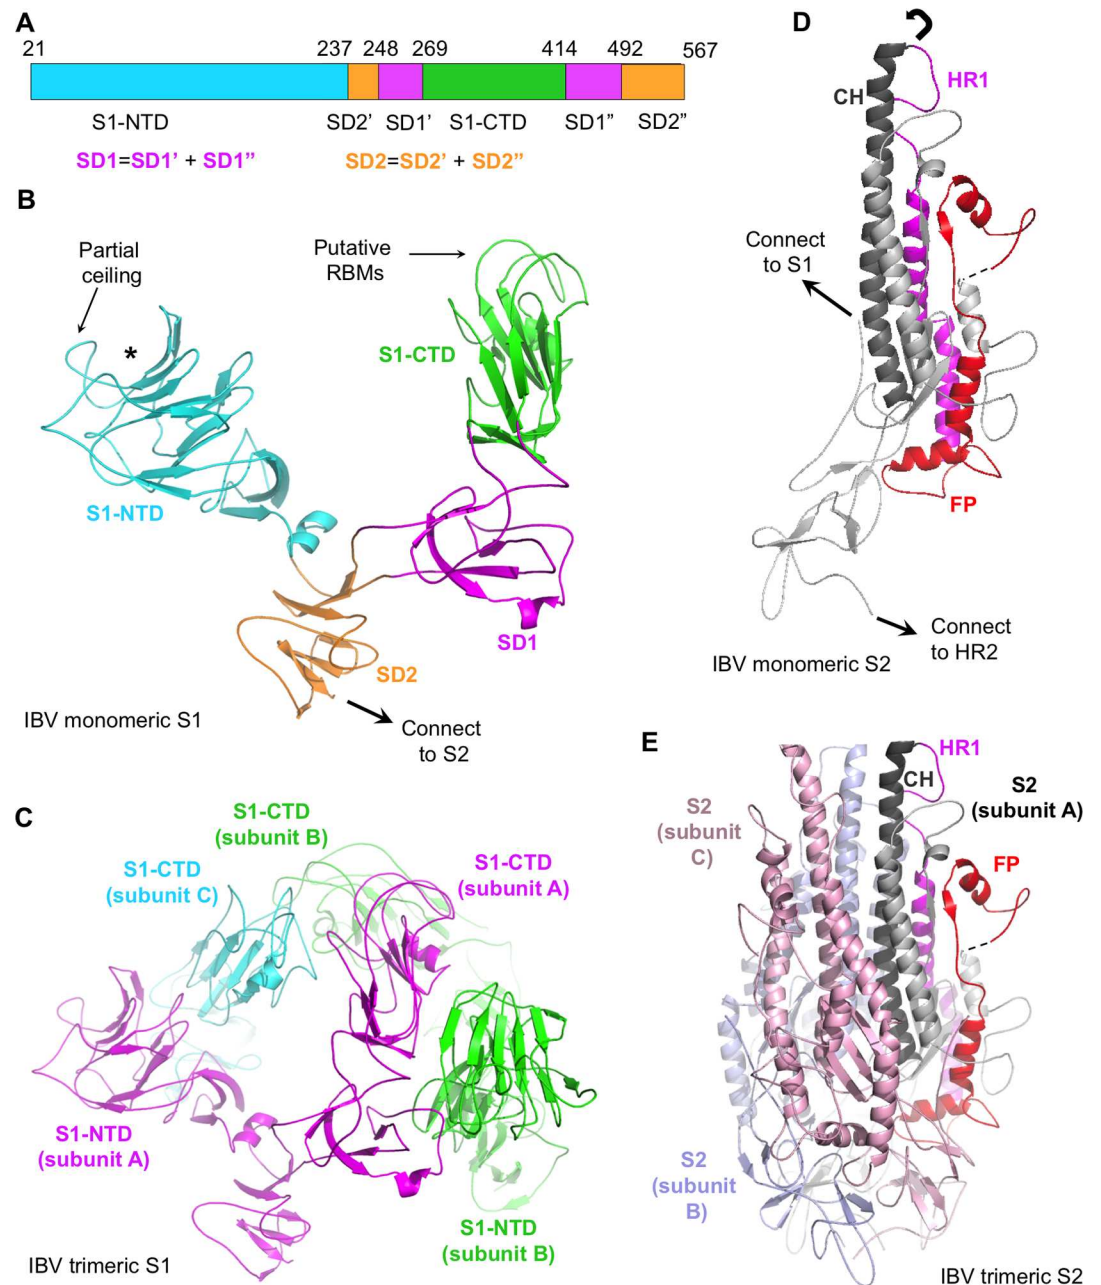 A
21 237 248 269 414 492 567
S1-NTD SD2’ SD1’ S1-CTD SD1” SD2”
SD1=SD1’ + SD1” SD2=SD2’ + SD2”
B
Partial
ceiling
*
Putative
RBMs
S1-CTD
S1-NTD
SD1
SD2
Connect
to S2
IBV monomeric S1
C
S1-CTD
(subunit B)
S1-CTD
(subunit C)
S1-CTD
(subunit A)
S1-NTD
(subunit A)
S1-NTD
(subunit B)
IBV trimeric S1
D
HR1
CH
Connect
to S1
FP
Connect
to HR2
IBV monomeric S2
E
HR1
CH
S2
(subunit A)
S2
(subunit
C)
FP
S2
(subunit
B)
IBV trimeric S2